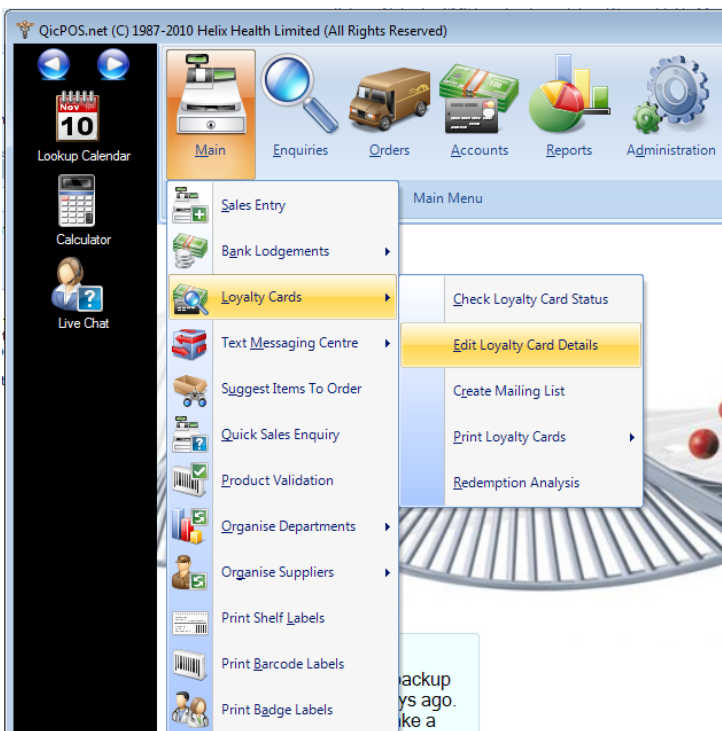 QicPOS.net (C) 1987-2010 Helix Health Limited (All Rights Reserved)
Nov
10
Lookup Calendar
Calculator
Live Chat
Main
Enquiries
Orders
Accounts
Reports
Administration
Main Menu
Sales Entry
Bank Lodgements
Loyalty Cards
Text Messaging Centre
Suggest Items To Order
Quick Sales Enquiry
Product Validation
Organise Departments
Organise Suppliers
Print Shelf Labels
Print Barcode Labels
Print Badge Labels
Check Loyalty Card Status
Edit Loyalty Card Details
Create Mailing List
Print Loyalty Cards
Redemption Analysis
ackup
ys ago.
ke a